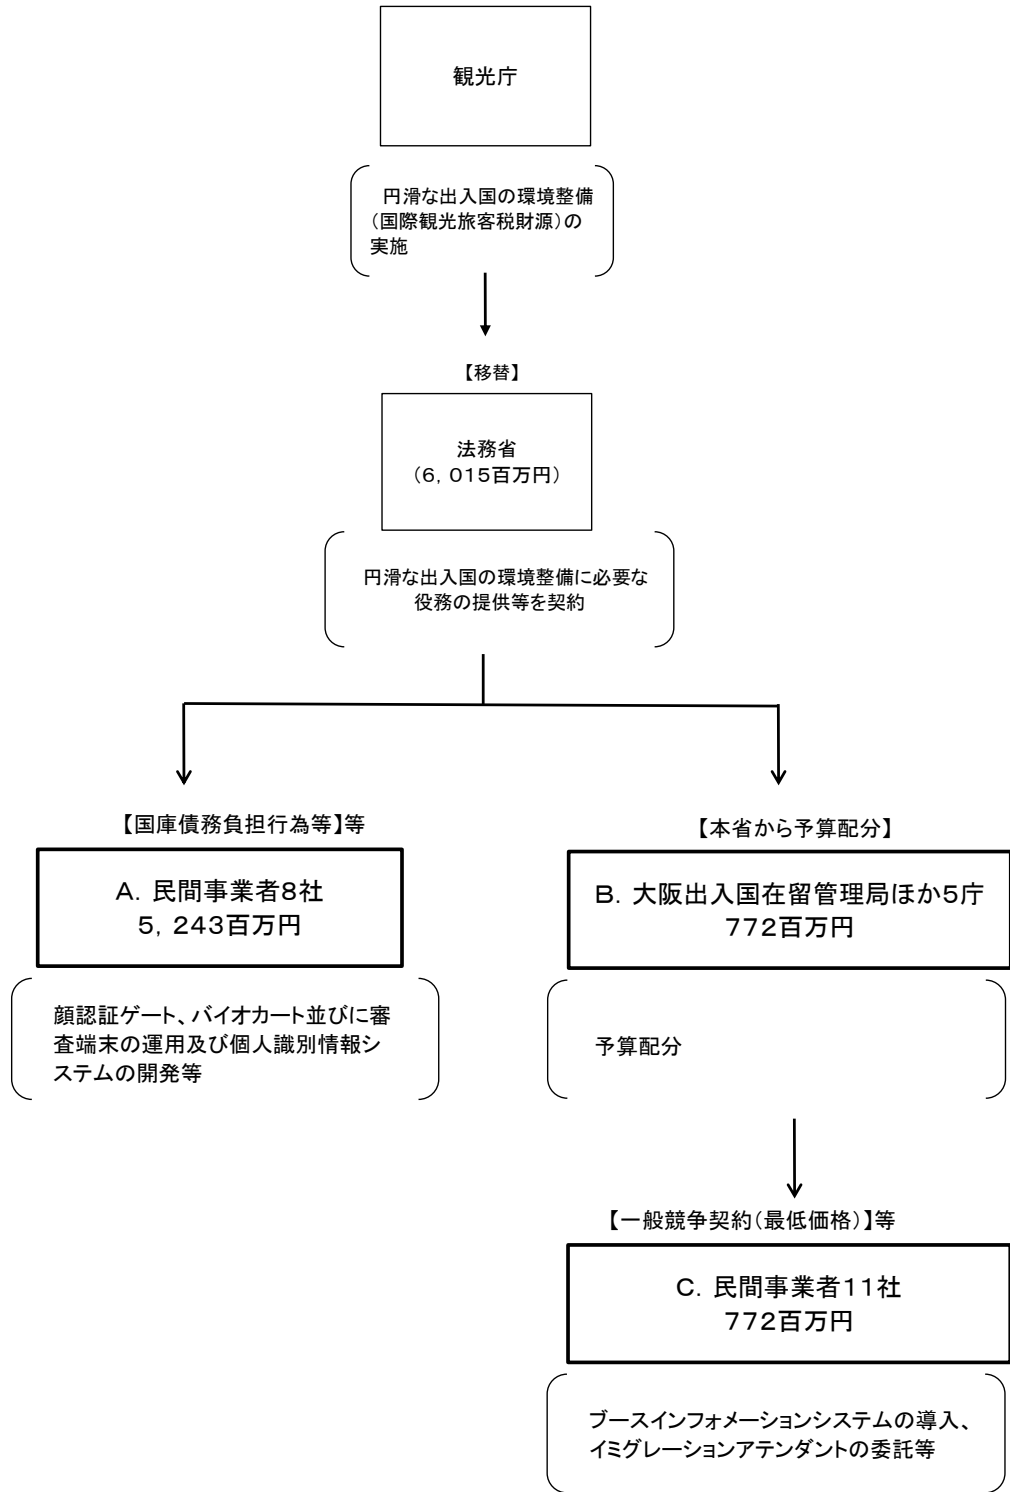 観光庁
円滑な出入国の環境整備
(国際観光旅客税財源)の
実施
【移替】
法務省
(6，015百万円)
円滑な出入国の環境整備に必要な
役務の提供等を契約
【国庫債務負担行為等】等
A．民間事業者8社
5，243百万円
顔認証ゲート、バイオカート並びに審
査端末の運用及び個人識別情報シ
ステムの開発等
【本省から予算配分】
B．大阪出入国在留管理局ほか5庁
772百万円
予算配分
【一般競争契約(最低価格)】等
C．民間事業者11社
772百万円
ブースインフォメーションシステムの導入、
イミグレーションアテンダントの委託等